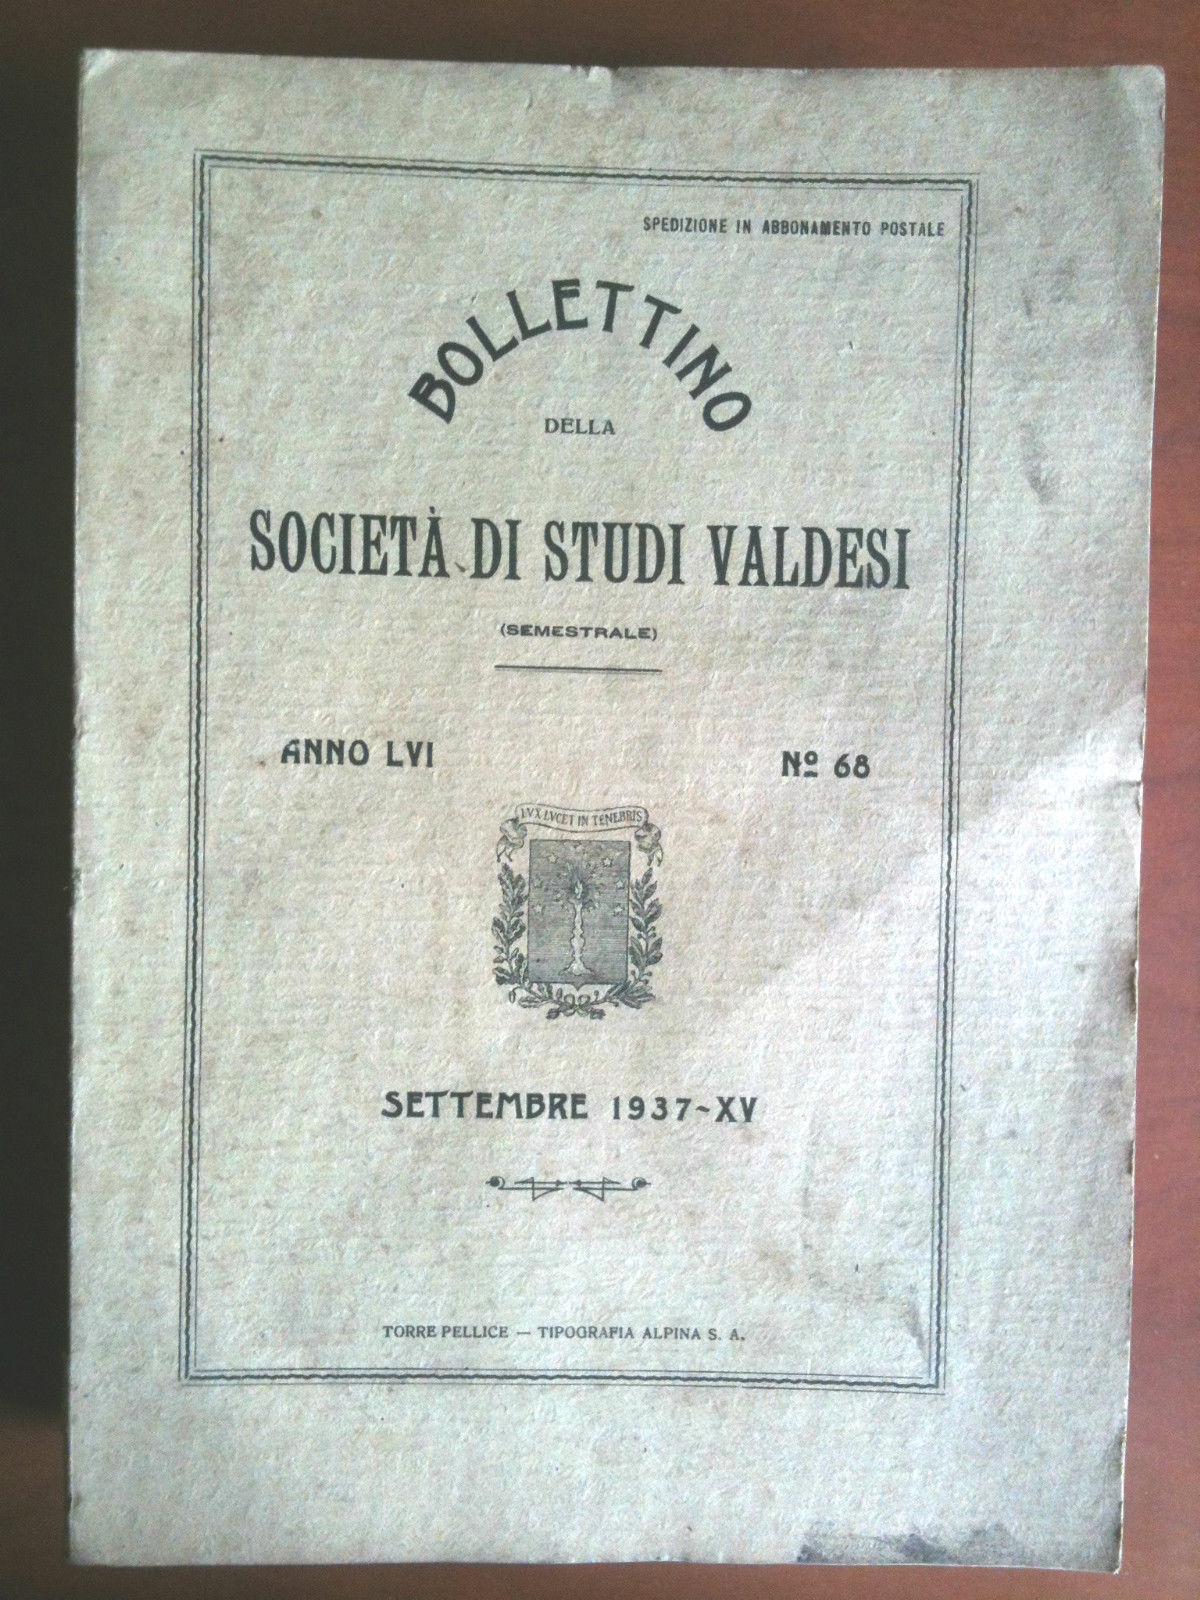 SPEDIZIONE IN ABBONAMENTO POSTALE
BOLLETTINO
DELLA
SOCIETÀ DI STUDI VALDESI
(SEMESTRALE)
ANNO LVI
Nº 68
LVX LVCET IN TENEBRIS
SETTEMBRE 1937-XV
TORRE PELLICE — TIPOGRAFIA ALPINA S. A.